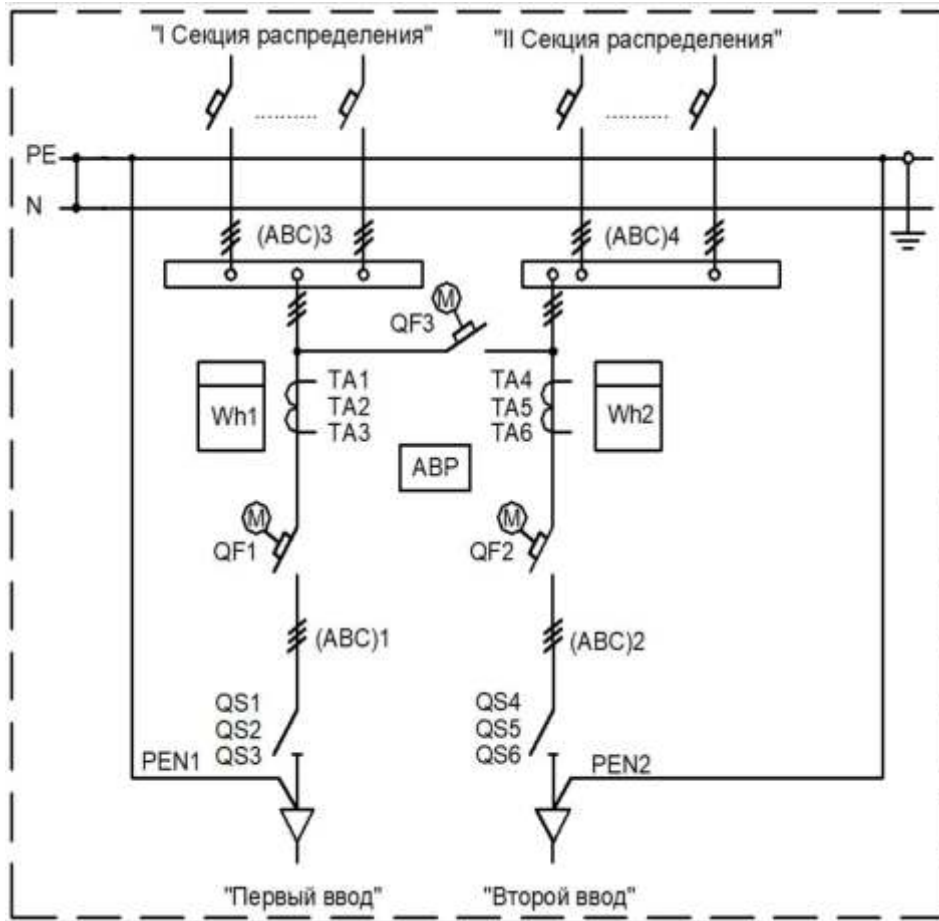 "I Секция распределения" "II Секция распределения"
PE
N
(ABC)3 (ABC)4
M
QF3
TA1 TA4
Wh1 TA2 TA5 Wh2
TA3 TA6
АВР
M M
QF1 QF2
(ABC)1 (ABC)2
QS1 QS4
QS2 QS5
QS3 QS6
PEN1 PEN2
"Первый ввод" "Второй ввод"